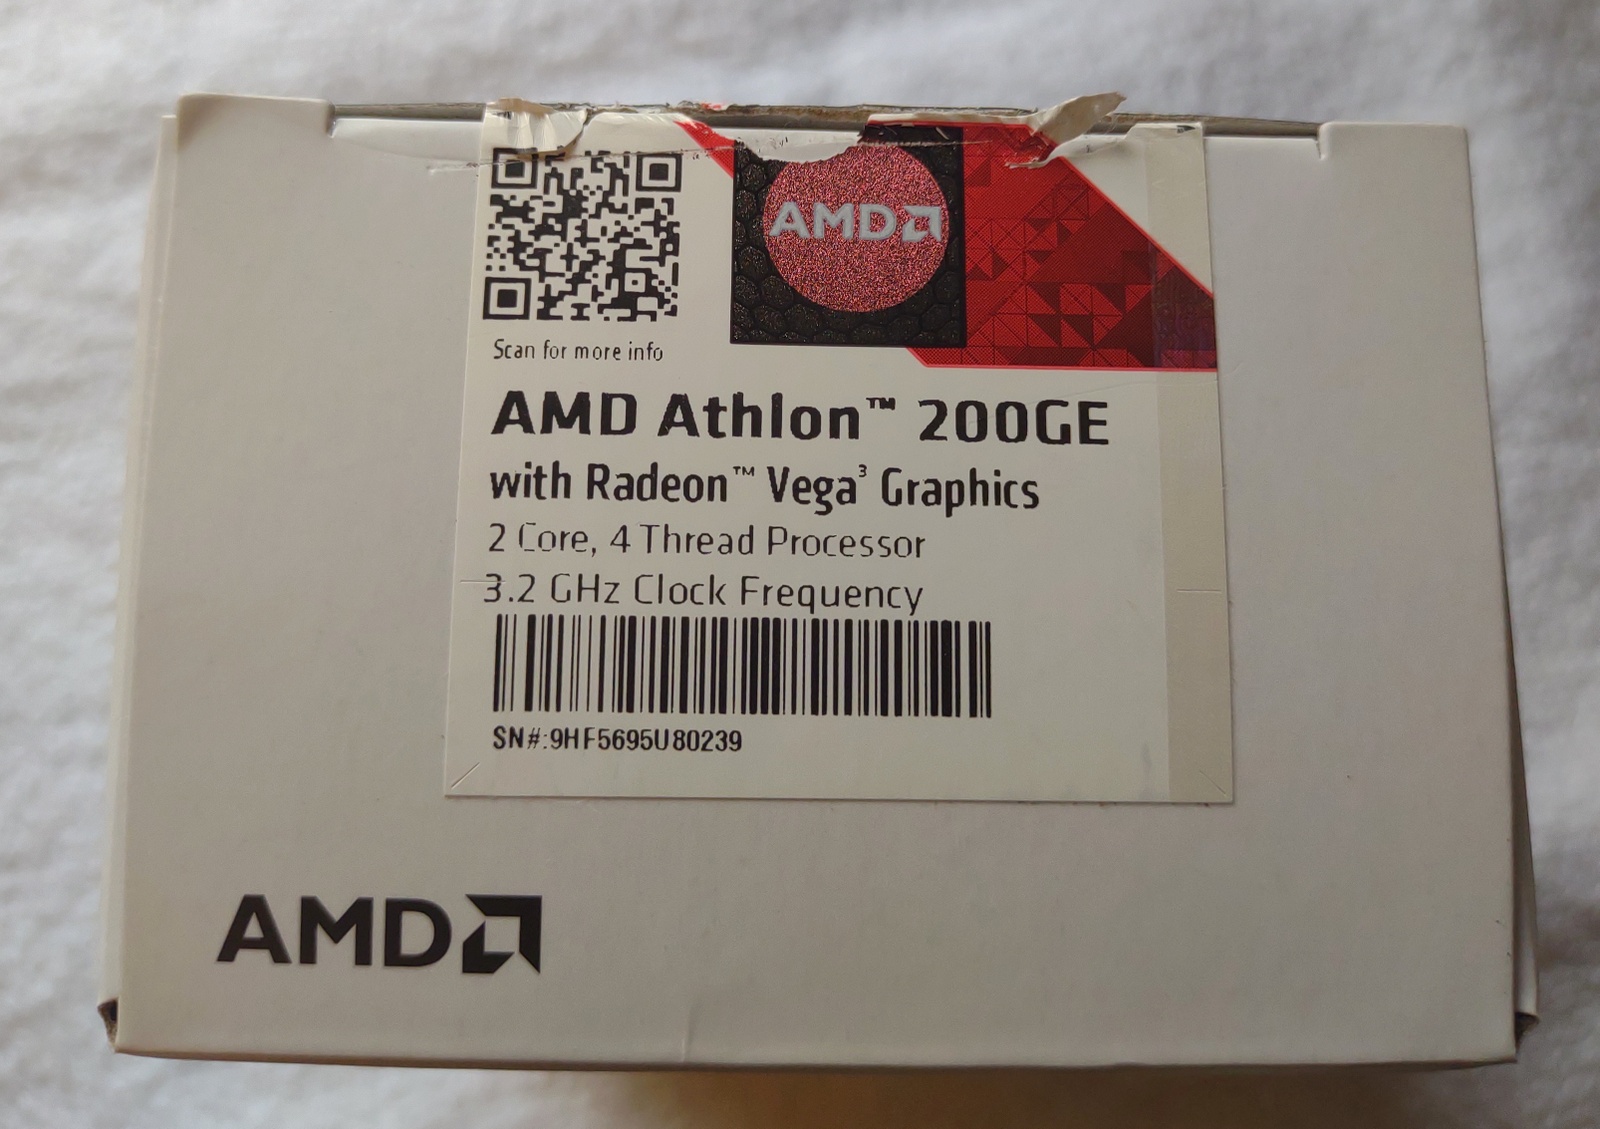 AMD
Scan for more info
AMD Athlon™ 200GE
with Radeon™ Vega³ Graphics
2 Core, 4 Thread Processor
3.2 GHz Clock Frequency
SN#:9HF5695U80239
AMD